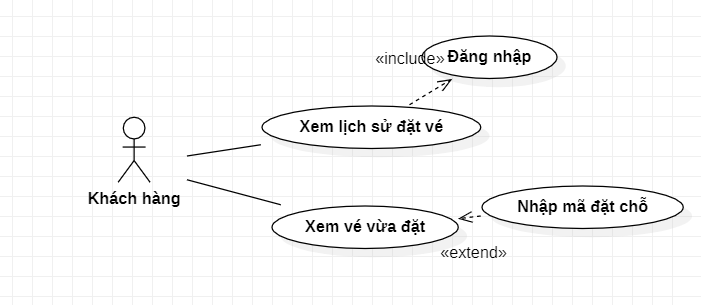 «include» Đăng nhập
Xem lịch sử đặt vé
Khách hàng
Nhập mã đặt chỗ
Xem vé vừa đặt
«extend»